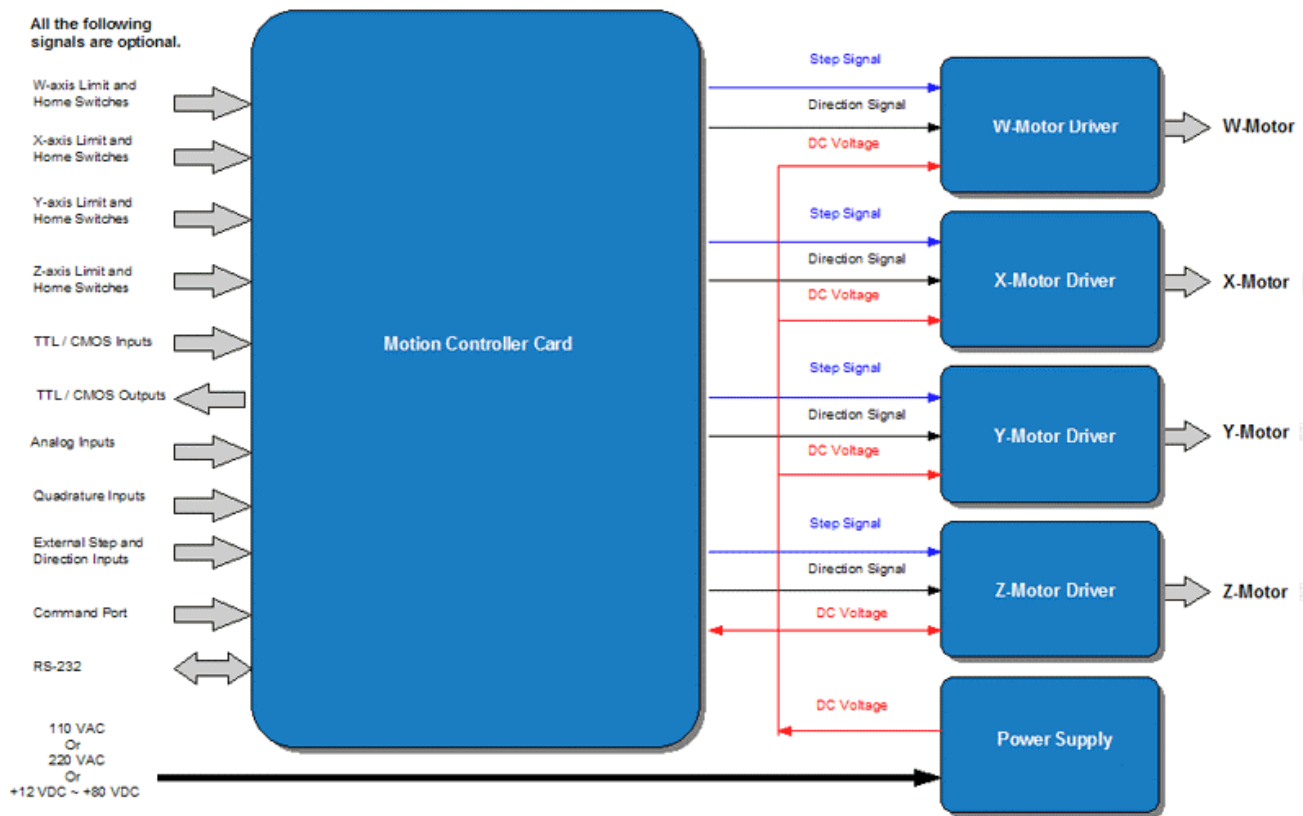 All the following
signals are optional.
W-axis Limit and
Home Switches
X-axis Limit and
Home Switches
Y-axis Limit and
Home Switches
Z-axis Limit and
Home Switches
TTL / CMOS Inputs
TTL / CMOS Outputs
Analog Inputs
Quadrature Inputs
External Step and
Direction Inputs
Command Port
RS-232
110 VAC
Or
220 VAC
Or
+12 VDC ~ +80 VDC
Motion Controller Card
Step Signal
Direction Signal
DC Voltage
W-Motor Driver
W-Motor
Step Signal
Direction Signal
DC Voltage
X-Motor Driver
X-Motor
Step Signal
Direction Signal
DC Voltage
Y-Motor Driver
Y-Motor
Step Signal
Direction Signal
DC Voltage
Z-Motor Driver
Z-Motor
DC Voltage
Power Supply